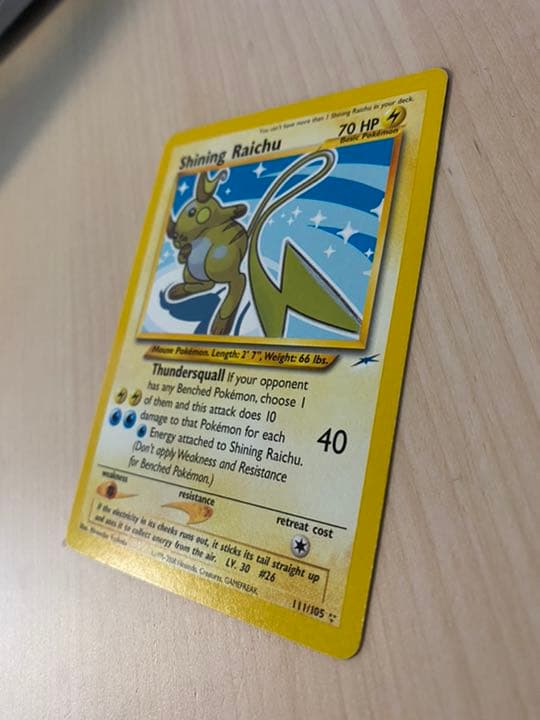 You can't have more than 1 Shining Raichu in your deck.
Shining Raichu
70 HP
Basic Pokémon
Mouse Pokémon. Length: 2' 7", Weight: 66 lbs.
Thundersquall If your opponent
has any Benched Pokémon, choose 1
of them and this attack does 10
damage to that Pokémon for each
Energy attached to Shining Raichu.
(Don't apply Weakness and Resistance
for Benched Pokémon.)
40
weakness
resistance
retreat cost
If the electricity in its cheeks runs out, it sticks its tail straight up
and uses it to collect energy from the air. LV. 30 #26
Nintendo, Creatures, GAMEFREAK
111/105